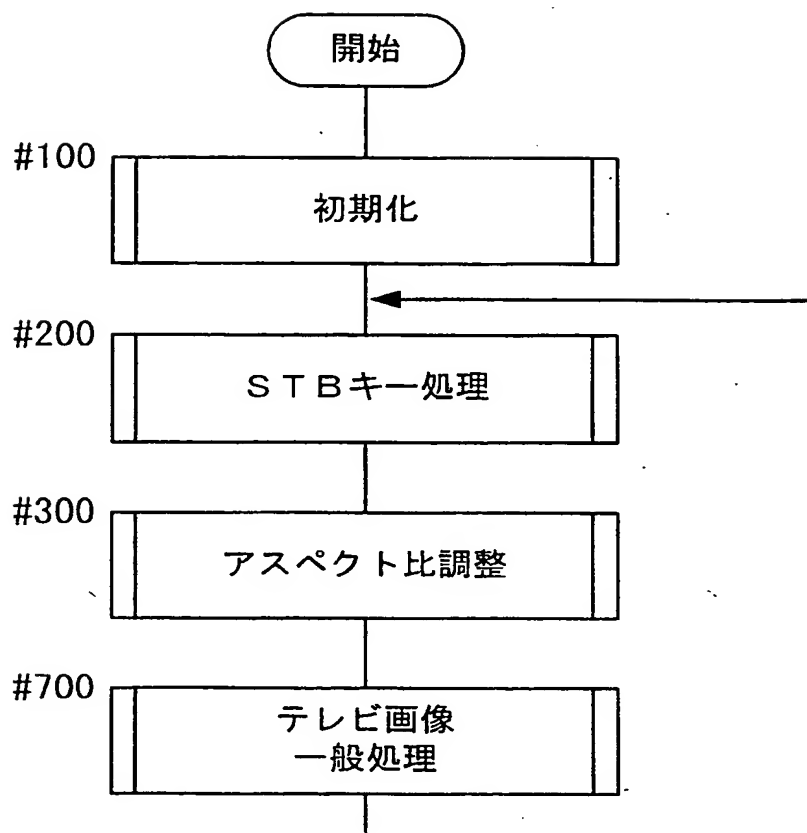 開始
#100
初期化
#200
STBキー処理
#300
アスペクト比調整
#700
テレビ画像
一般処理